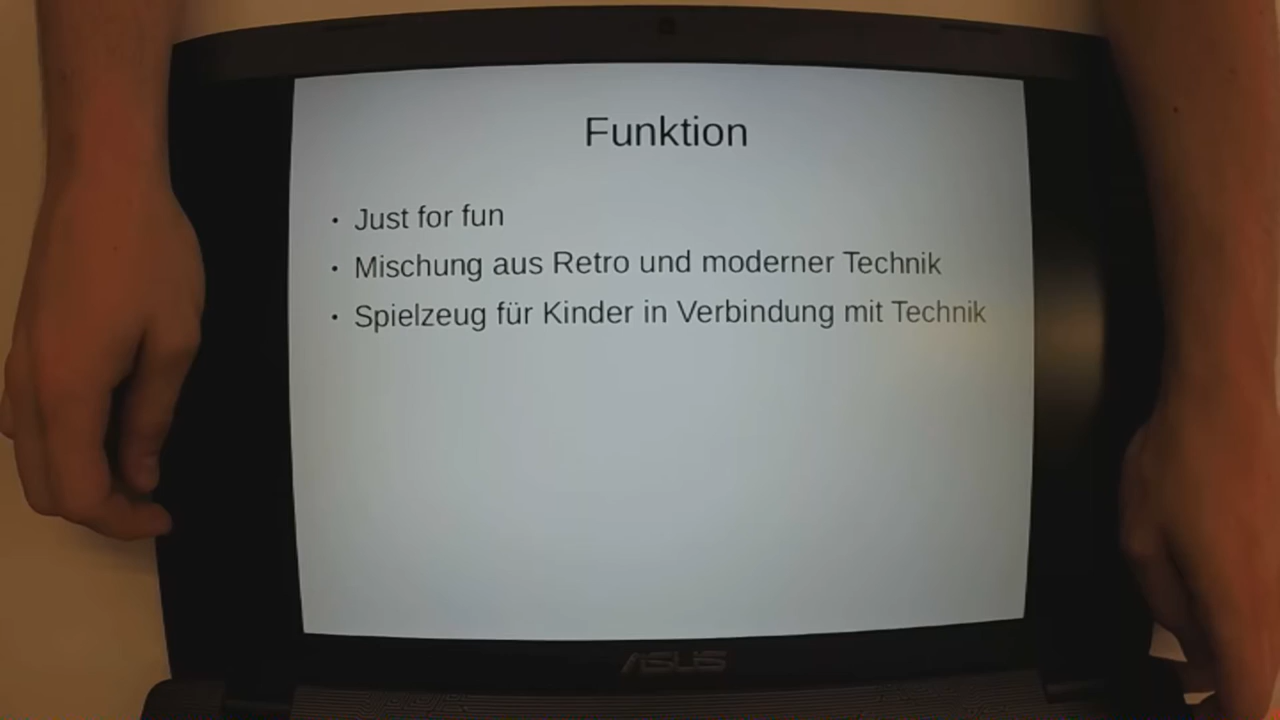 Funktion
• Just for fun
• Mischung aus Retro und moderner Technik
• Spielzeug für Kinder in Verbindung mit Technik
ASUS